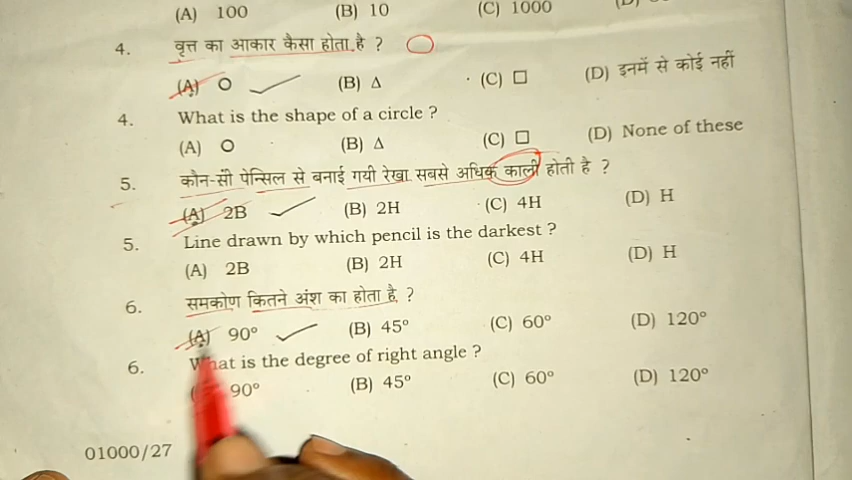 (A) 100 (B) 10 (C) 1000
4. वृत्त का आकार कैसा होता है ?
(A) O (B) Δ (C) □ (D) इनमें से कोई नहीं
4. What is the shape of a circle ?
(A) O (B) Δ (C) □ (D) None of these
5. कौन-सी पेन्सिल से बनाई गयी रेखा सबसे अधिक काली होती है ?
(A) 2B (B) 2H (C) 4H (D) H
5. Line drawn by which pencil is the darkest ?
(A) 2B (B) 2H (C) 4H (D) H
6. समकोण कितने अंश का होता है ?
(A) 90° (B) 45° (C) 60° (D) 120°
6. What is the degree of right angle ?
90° (B) 45° (C) 60° (D) 120°
01000/27